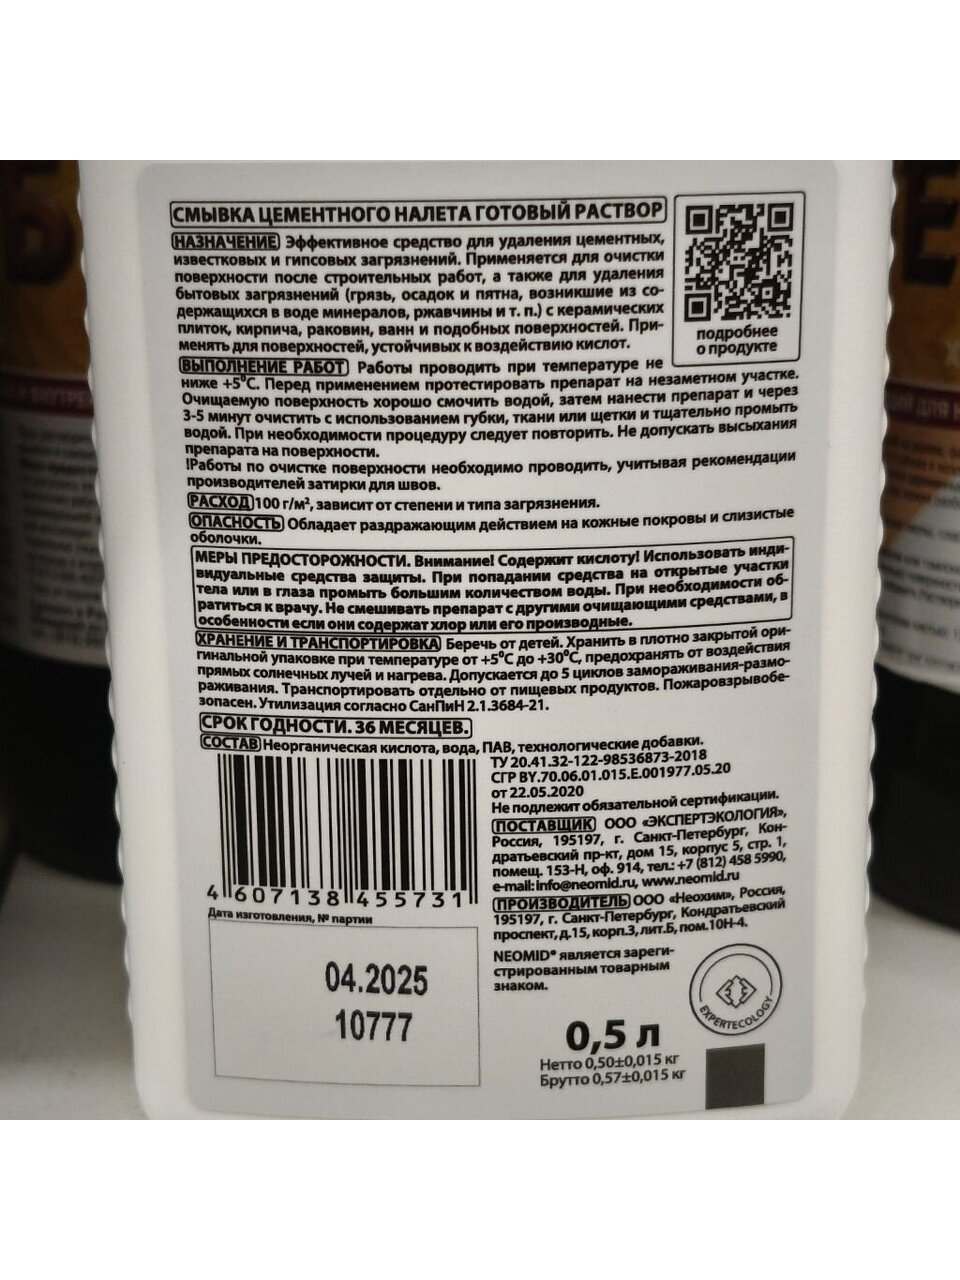 СМЫВКА ЦЕМЕНТНОГО НАЛЕТА ГОТОВЫЙ РАСТВОР
НАЗНАЧЕНИЕ Эффективное средство для удаления цементных,
известковых и гипсовых загрязнений. Применяется для очистки
поверхности после строительных работ, а также для удаления
бытовых загрязнений (грязь, осадок и пятна, возникшие из со-
держащихся в воде минералов, ржавчины и т. п.) с керамических
плиток, кирпича, раковин, ванн и подобных поверхностей. При-
менять для поверхностей, устойчивых к воздействию кислот.
подробнее
о продукте
ВЫПОЛНЕНИЕ РАБОТ Работы проводить при температуре не
ниже +5°С. Перед применением протестировать препарат на незаметном участке.
Очищаемую поверхность хорошо смочить водой, затем нанести препарат и через
3-5 минут очистить с использованием губки, ткани или щетки и тщательно промыть
водой. При необходимости процедуру следует повторить. Не допускать высыхания
препарата на поверхности.
!Работы по очистке поверхности необходимо проводить, учитывая рекомендации
производителей затирки для швов.
РАСХОД 100 г/м², зависит от степени и типа загрязнения.
ОПАСНОСТЬ Обладает раздражающим действием на кожные покровы и слизистые
оболочки.
МЕРЫ ПРЕДОСТОРОЖНОСТИ. Внимание! Содержит кислоту! Использовать инди-
видуальные средства защиты. При попадании средства на открытые участки
тела или в глаза промыть большим количеством воды. При необходимости об-
ратиться к врачу. Не смешивать препарат с другими очищающими средствами, в
особенности если они содержат хлор или его производные.
ХРАНЕНИЕ И ТРАНСПОРТИРОВКА Беречь от детей. Хранить в плотно закрытой ори-
гинальной упаковке при температуре от +5°С до +30°С, предохранять от воздействия
прямых солнечных лучей и нагрева. Допускается до 5 циклов замораживания-размо-
раживания. Транспортировать отдельно от пищевых продуктов. Пожаровзрывобе-
зопасен. Утилизация согласно СанПиН 2.1.3684-21.
СРОК ГОДНОСТИ. 36 МЕСЯЦЕВ.
СОСТАВ Неорганическая кислота, вода, ПАВ, технологические добавки.
ТУ 20.41.32-122-98536873-2018
СГР BY.70.06.01.015.Е.001977.05.20
от 22.05.2020
Не подлежит обязательной сертификации.
ПОСТАВЩИК ООО «ЭКСПЕРТЭКОЛОГИЯ»,
Россия, 195197, г. Санкт-Петербург, Кон-
дратьевский пр-кт, дом 15, корпус 5, стр. 1,
помещ. 153-Н, оф. 914, тел.: +7 (812) 458 5990,
e-mail: info@neomid.ru, www.neomid.ru
ПРОИЗВОДИТЕЛЬ ООО «Неохим», Россия,
195197, г. Санкт-Петербург, Кондратьевский
проспект, д.15, корп.3, лит.Б, пом.10Н-4.
4 607138 455731
Дата изготовления, № партии
04.2025
10777
NEOMID® является зареги-
стрированным товарным
знаком.
EXPERTECOLOGY
0,5 л
Нетто 0,50±0,015 кг
Брутто 0,57±0,015 кг